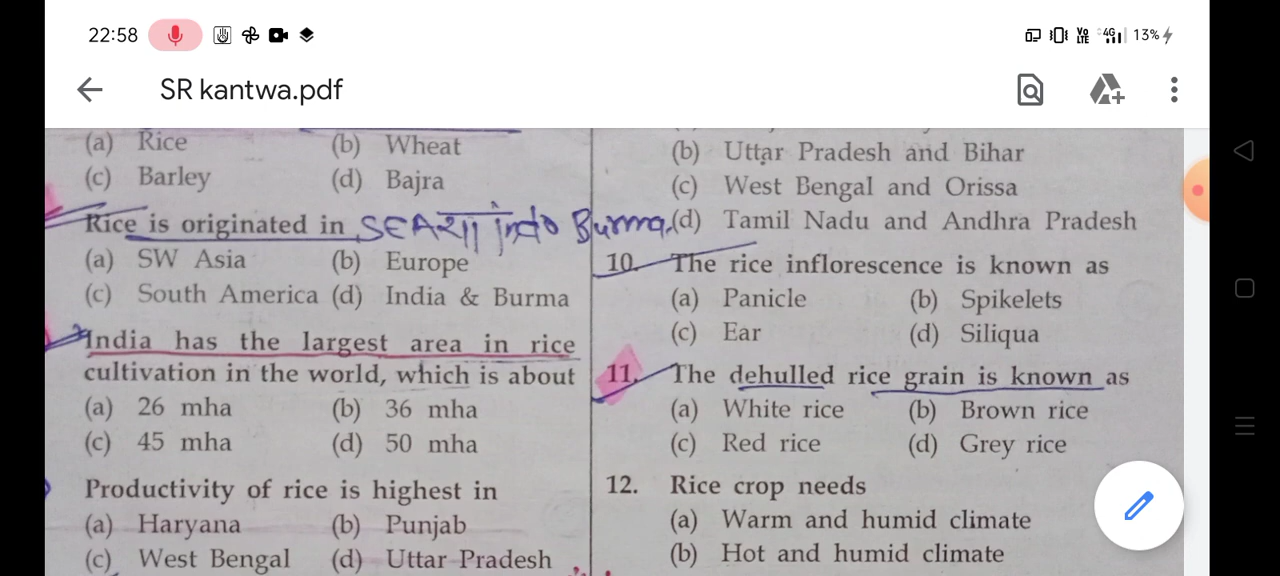 22:58
4G 13%
SR kantwa.pdf
(a) Rice (b) Wheat
(c) Barley (d) Bajra
Rice is originated in
(a) SW Asia (b) Europe
(c) South America (d) India & Burma
India has the largest area in rice
cultivation in the world, which is about
(a) 26 mha (b) 36 mha
(c) 45 mha (d) 50 mha
Productivity of rice is highest in
(a) Haryana (b) Punjab
(c) West Bengal (d) Uttar Pradesh
(b) Uttar Pradesh and Bihar
(c) West Bengal and Orissa
(d) Tamil Nadu and Andhra Pradesh
10. The rice inflorescence is known as
(a) Panicle (b) Spikelets
(c) Ear (d) Siliqua
11. The dehulled rice grain is known as
(a) White rice (b) Brown rice
(c) Red rice (d) Grey rice
12. Rice crop needs
(a) Warm and humid climate
(b) Hot and humid climate